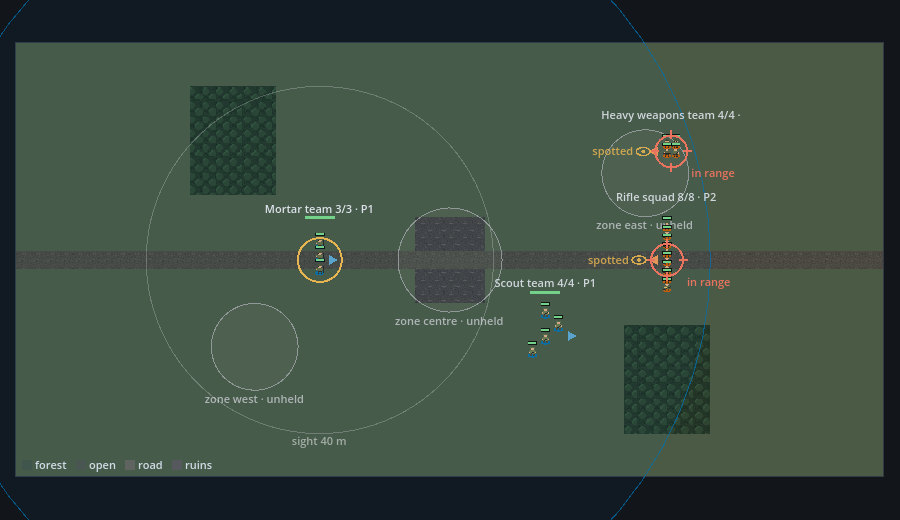 Heavy weapons team 4/4 ·
spotted
in range
Rifle squad 8/8 · P2
Mortar team 3/3 · P1
zone east · unheld
spotted
in range
Scout team 4/4 · P1
zone centre · unheld
zone west · unheld
sight 40 m
forest
open
road
ruins